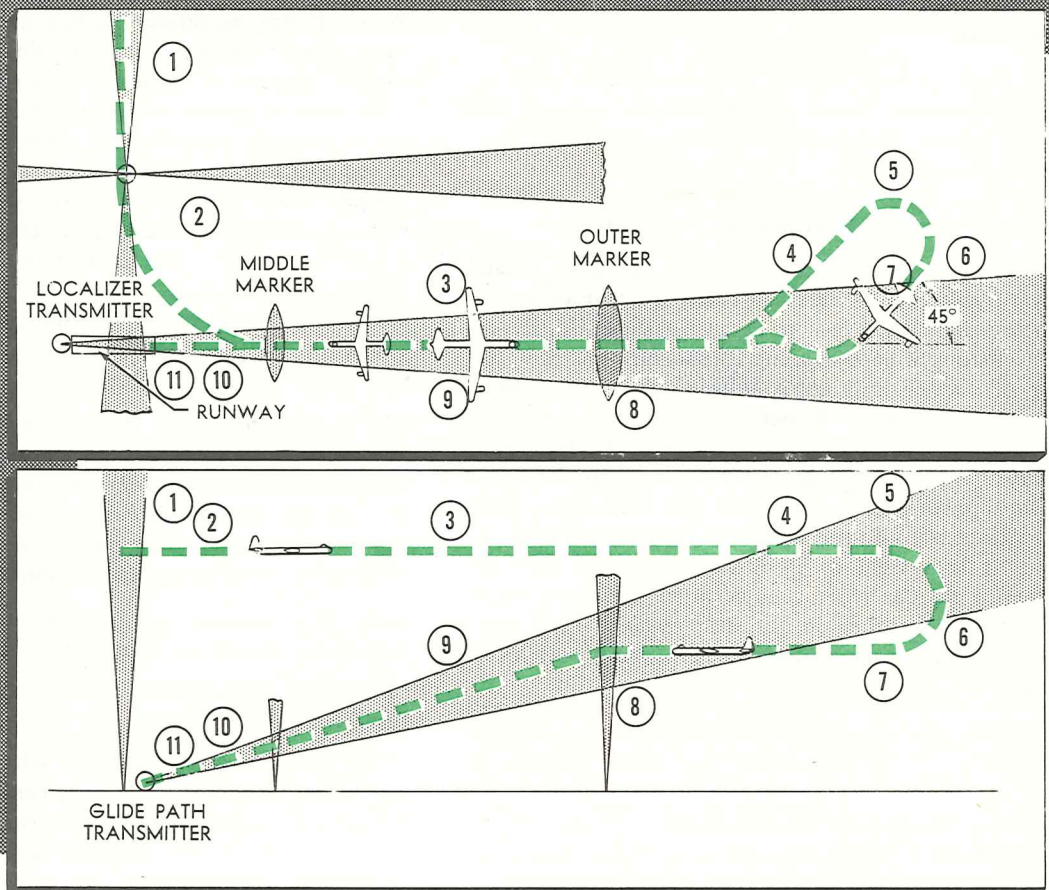 1
2
3
4
5
6
7
45°
OUTER
MARKER
MIDDLE
MARKER
LOCALIZER
TRANSMITTER
11
10
9
8
RUNWAY
1
2
3
4
5
9
6
7
8
10
11
GLIDE PATH
TRANSMITTER